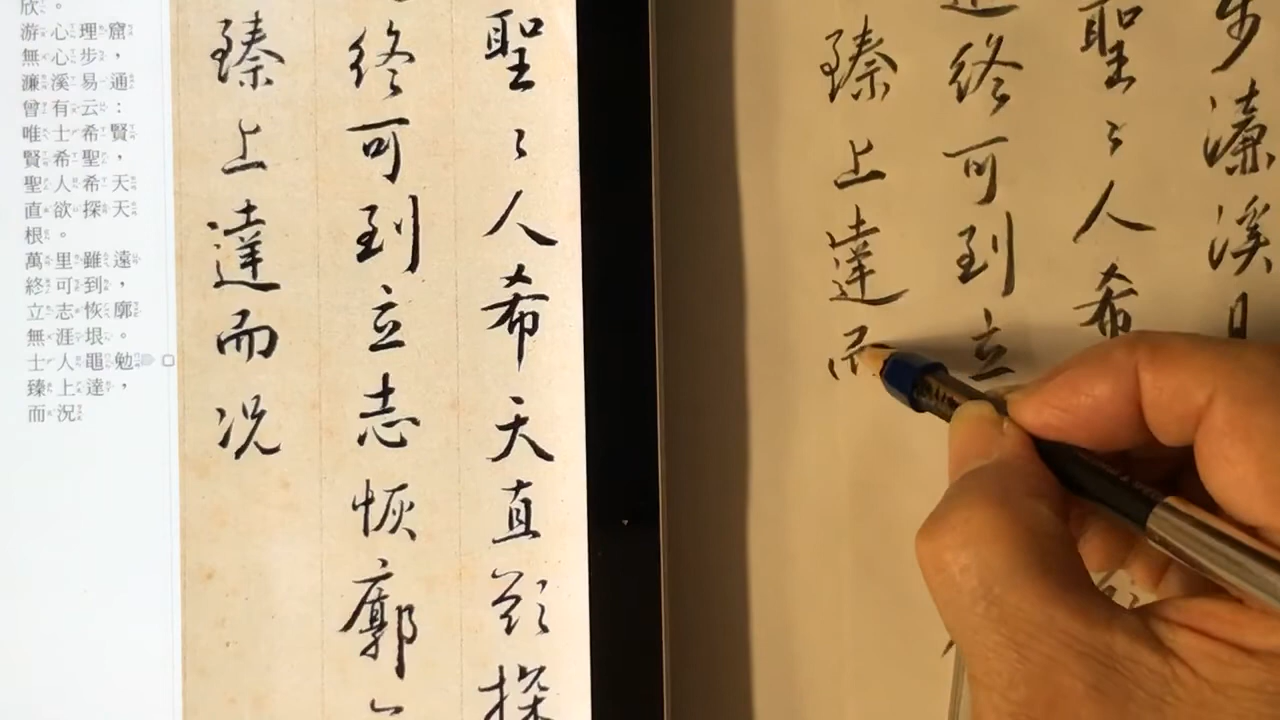 欣。
游心理窟
無心步，
濂溪易通
曾有云：
唯士希賢
賢希聖，
聖人希天
直欲探天
根。
萬里雖遠
終可到，
立志恢廓
無涯垠。
士人黽勉
臻上達，
而況
聖〻人希天直欲探
終可到立志恢廓
臻上達而况
步濂溪
聖〻人希
終可到立
臻上達而